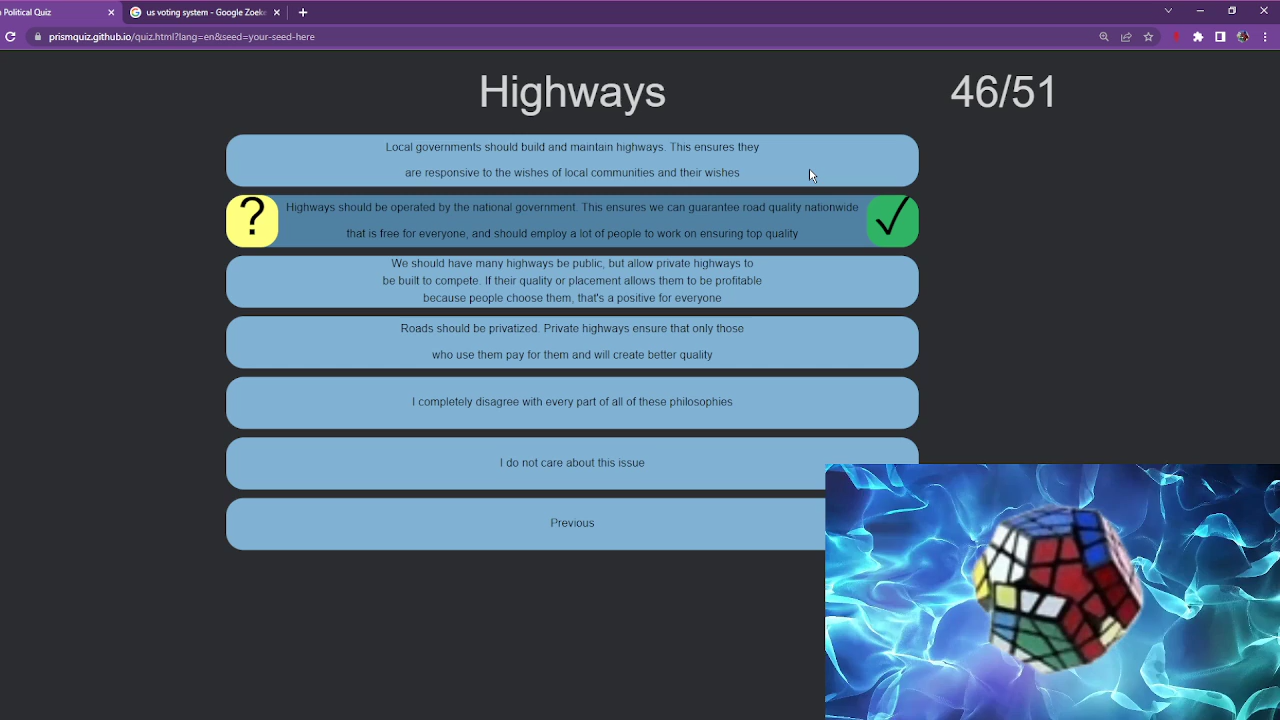 Political Quiz
us voting system - Google Zoeke
prismquiz.github.io/quiz.html?lang=en&seed=your-seed-here
Highways
46/51
Local governments should build and maintain highways. This ensures they
are responsive to the wishes of local communities and their wishes
?
Highways should be operated by the national government. This ensures we can guarantee road quality nationwide
that is free for everyone, and should employ a lot of people to work on ensuring top quality
✓
We should have many highways be public, but allow private highways to
be built to compete. If their quality or placement allows them to be profitable
because people choose them, that's a positive for everyone
Roads should be privatized. Private highways ensure that only those
who use them pay for them and will create better quality
I completely disagree with every part of all of these philosophies
I do not care about this issue
Previous